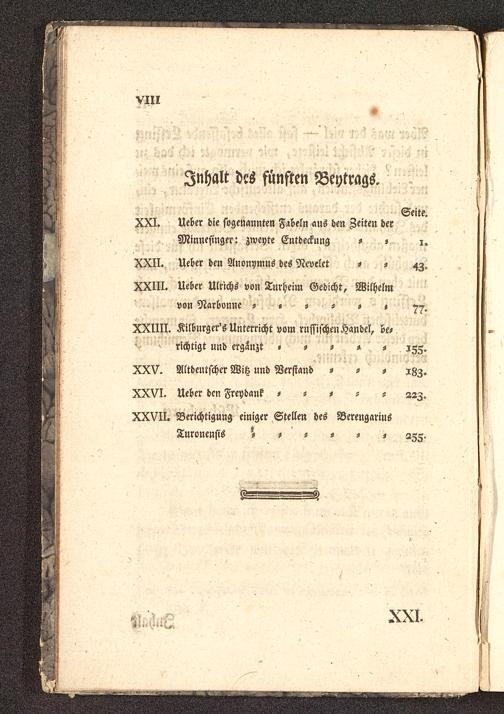 VIII
Inhalt des fünften Beytrags.
Seite.
XXI. Ueber die sogenannten Fabeln aus den Zeiten der
Minnesinger: zweyte Entdeckung 1.
XXII. Ueber den Anonymus des Nevelet 43.
XXIII. Ueber Ulrichs von Turheim Gedicht, Wilhelm
von Narbonne 77.
XXIIII. Kilburger's Unterricht vom russischen Handel, be-
richtigt und ergänzt 155.
XXV. Altdeutscher Witz und Verstand 183.
XXVI. Ueber den Freydank 223.
XXVII. Berichtigung einiger Stellen des Berengarius
Turonensis 255.
XXI.